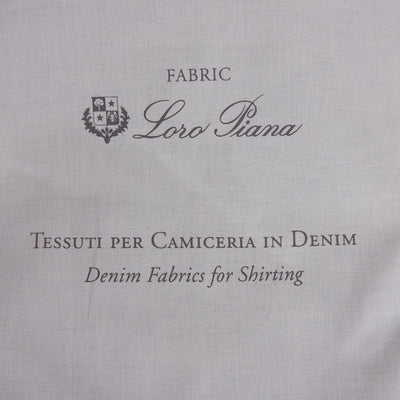 FABRIC
Loro Piana
TESSUTI PER CAMICERIA IN DENIM
Denim Fabrics for Shirting